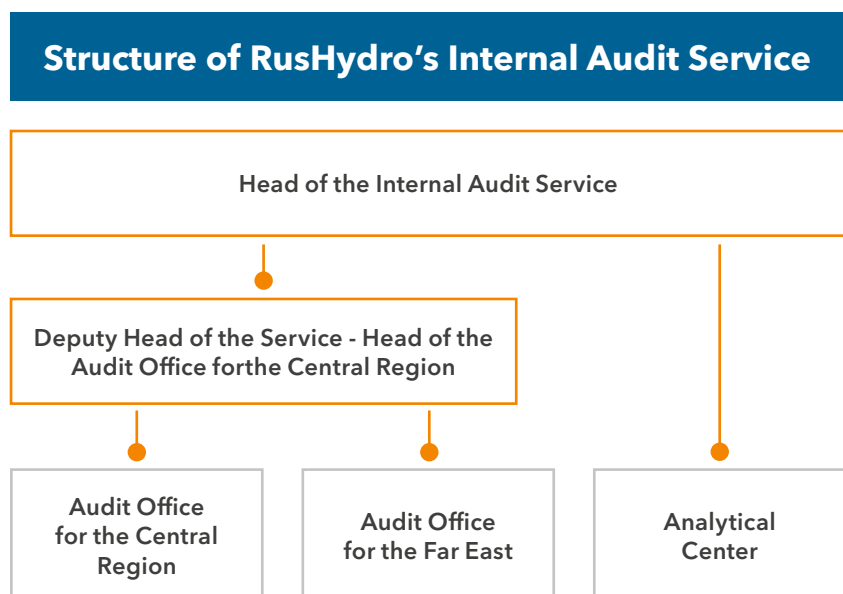 Structure of RusHydro’s Internal Audit Service
Head of the Internal Audit Service
Deputy Head of the Service - Head of the
Audit Office forthe Central Region
Audit Office
for the Central
Region
Audit Office
for the Far East
Analytical
Center